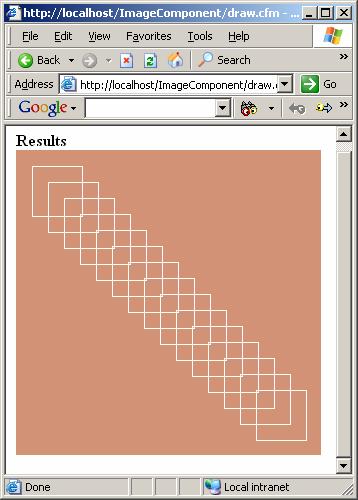 http://localhost/ImageComponent/draw.cfm - ...
File Edit View Favorites Tools Help
Back Search
Address http://localhost/ImageComponent/draw. Go
Google
Results
Done Local intranet